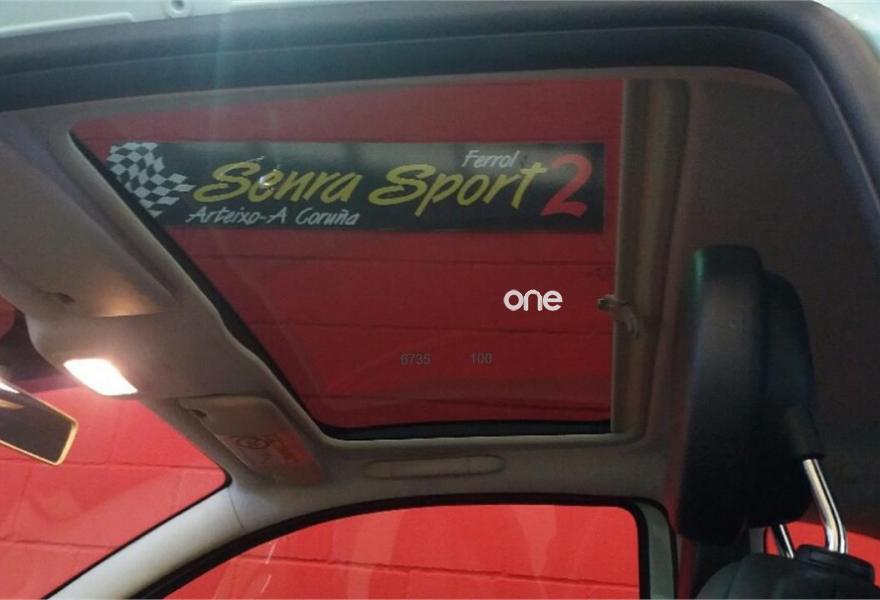 Ferrol
Senra Sport 2
Arteixo-A Coruña
one
6735 100